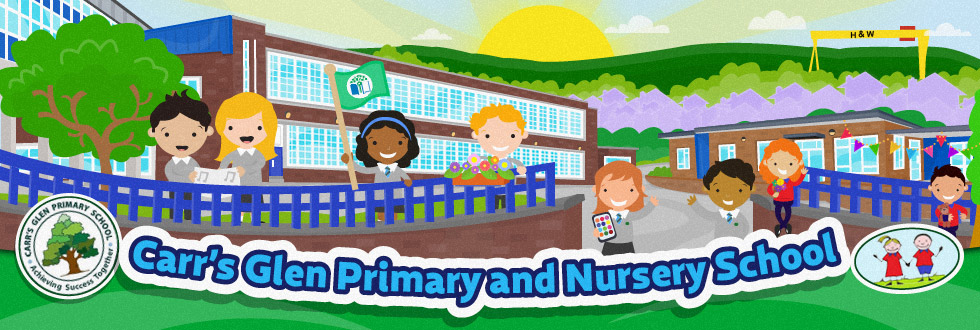 H&W
CARR'S GLEN PRIMARY SCHOOL
Achieving Success Together
Carr's Glen Primary and Nursery School